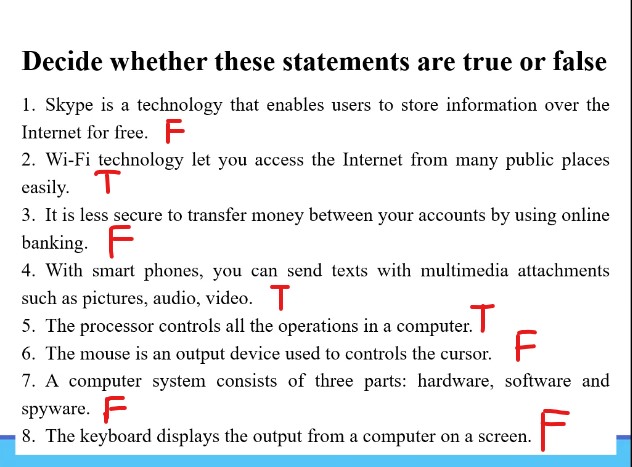 Decide whether these statements are true or false
1. Skype is a technology that enables users to store information over the
Internet for free. F
2. Wi-Fi technology let you access the Internet from many public places
easily. T
3. It is less secure to transfer money between your accounts by using online
banking. F
4. With smart phones, you can send texts with multimedia attachments
such as pictures, audio, video. T
5. The processor controls all the operations in a computer. T
6. The mouse is an output device used to controls the cursor. F
7. A computer system consists of three parts: hardware, software and
spyware. F
8. The keyboard displays the output from a computer on a screen. F